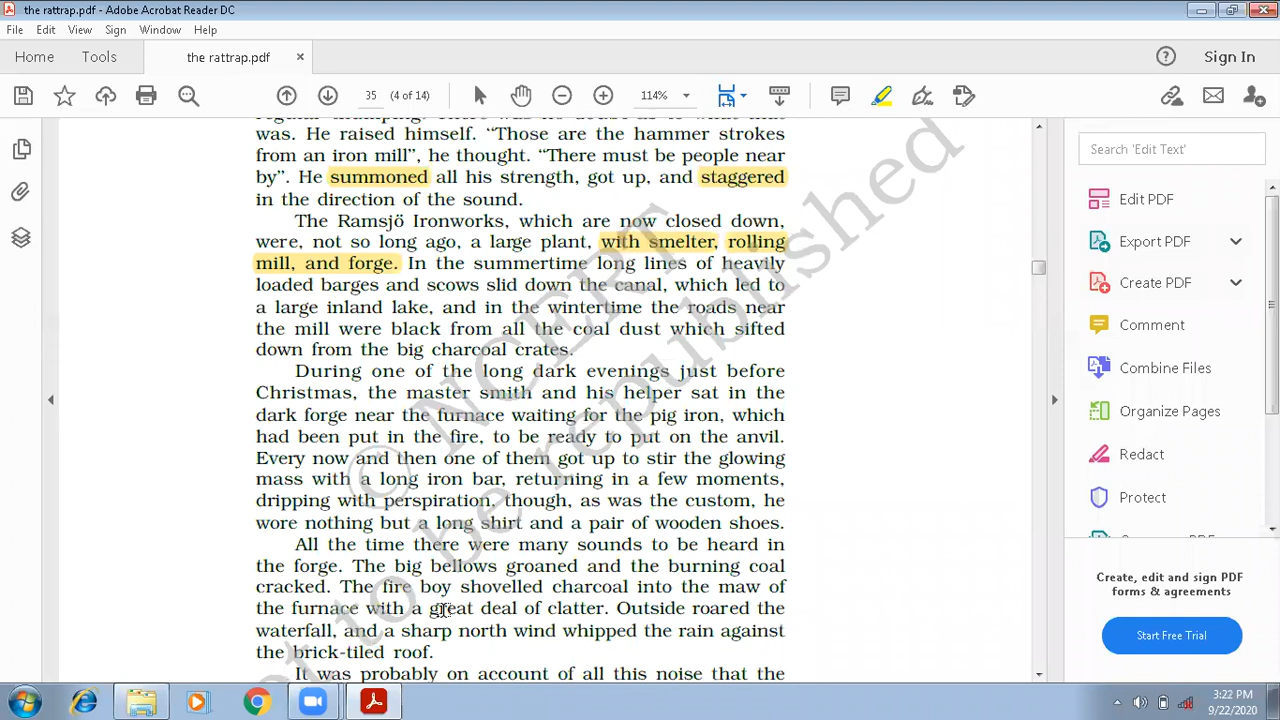 the rattrap.pdf - Adobe Acrobat Reader DC
File Edit View Sign Window Help
Home Tools the rattrap.pdf ×
Sign In
35 (4 of 14) 114%
was. He raised himself. “Those are the hammer strokes
from an iron mill”, he thought. “There must be people near
by”. He summoned all his strength, got up, and staggered
in the direction of the sound.
The Ramsjö Ironworks, which are now closed down,
were, not so long ago, a large plant, with smelter, rolling
mill, and forge. In the summertime long lines of heavily
loaded barges and scows slid down the canal, which led to
a large inland lake, and in the wintertime the roads near
the mill were black from all the coal dust which sifted
down from the big charcoal crates.
During one of the long dark evenings just before
Christmas, the master smith and his helper sat in the
dark forge near the furnace waiting for the pig iron, which
had been put in the fire, to be ready to put on the anvil.
Every now and then one of them got up to stir the glowing
mass with a long iron bar, returning in a few moments,
dripping with perspiration, though, as was the custom, he
wore nothing but a long shirt and a pair of wooden shoes.
All the time there were many sounds to be heard in
the forge. The big bellows groaned and the burning coal
cracked. The fire boy shovelled charcoal into the maw of
the furnace with a great deal of clatter. Outside roared the
waterfall, and a sharp north wind whipped the rain against
the brick-tiled roof.
It was probably on account of all this noise that the
© NCERT
not to be republished
Search 'Edit Text'
Edit PDF
Export PDF
Create PDF
Comment
Combine Files
Organize Pages
Redact
Protect
Create, edit and sign PDF
forms & agreements
Start Free Trial
3:22 PM
9/22/2020